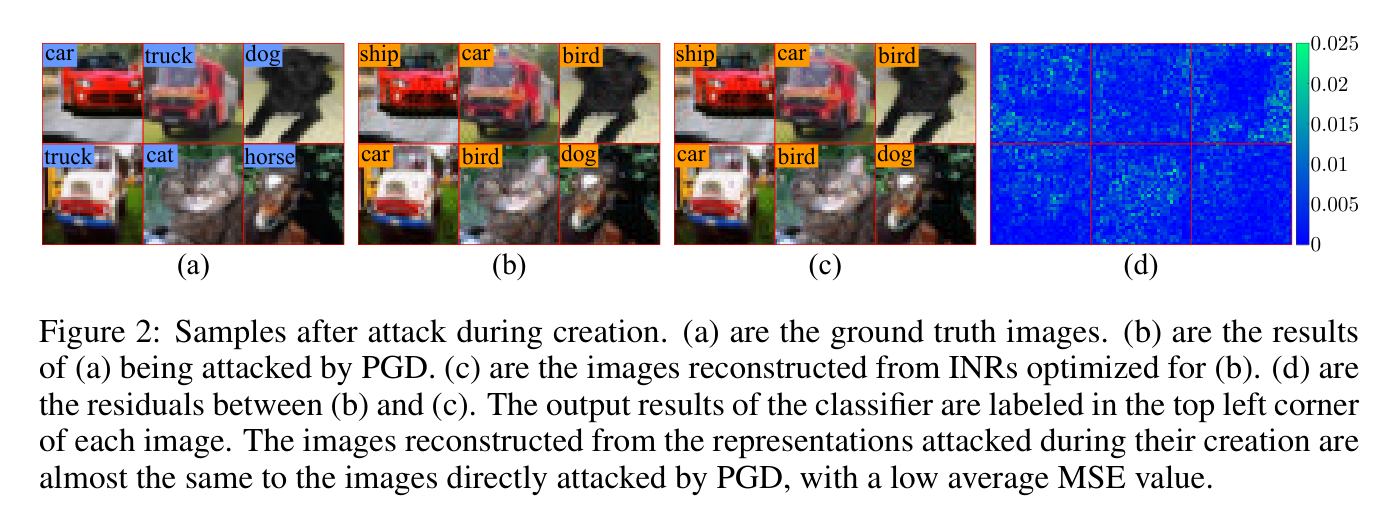 car truck dog
truck cat horse
(a)
ship car bird
car bird dog
(b)
ship car bird
car bird dog
(c)
0.025
0.02
0.015
0.01
0.005
0
(d)
Figure 2: Samples after attack during creation. (a) are the ground truth images. (b) are the results
of (a) being attacked by PGD. (c) are the images reconstructed from INRs optimized for (b). (d) are
the residuals between (b) and (c). The output results of the classifier are labeled in the top left corner
of each image. The images reconstructed from the representations attacked during their creation are
almost the same to the images directly attacked by PGD, with a low average MSE value.